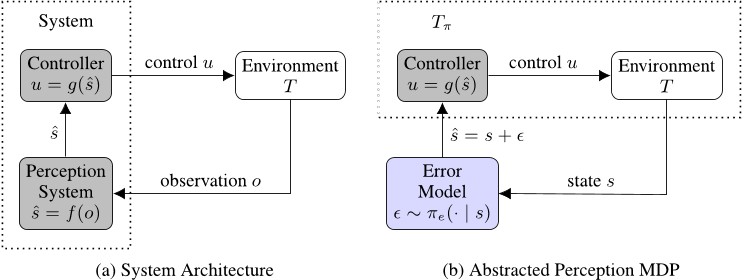 System
Controller
u = g(ŝ)
control u
Environment
T
ŝ
Perception
System
ŝ = f(o)
observation o
(a) System Architecture
T_π
Controller
u = g(ŝ)
control u
Environment
T
ŝ = s + ϵ
Error
Model
ϵ ∼ π_e(· | s)
state s
(b) Abstracted Perception MDP